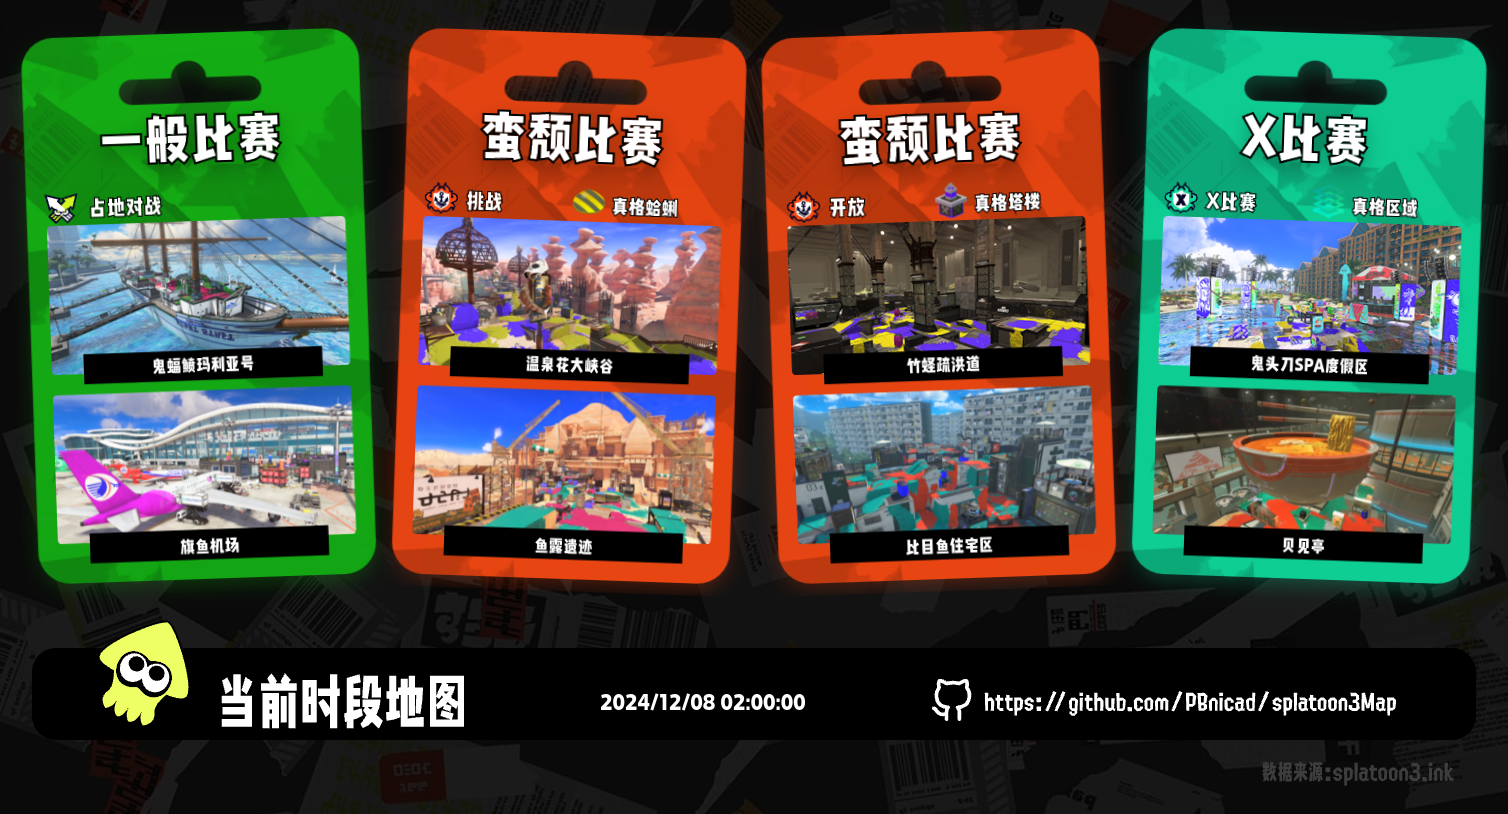 一般比赛
占地对战
鬼蝠鲼玛利亚号
旗鱼机场
蛮颓比赛
挑战
真格蛤蜊
温泉花大峡谷
鱼露遗迹
蛮颓比赛
开放
真格塔楼
竹蛏疏洪道
比目鱼住宅区
X比赛
X比赛
真格区域
鬼头刀SPA度假区
贝见亭
当前时段地图
2024/12/08 02:00:00
https://github.com/PBnicad/splatoon3Map
数据来源:splatoon3.ink